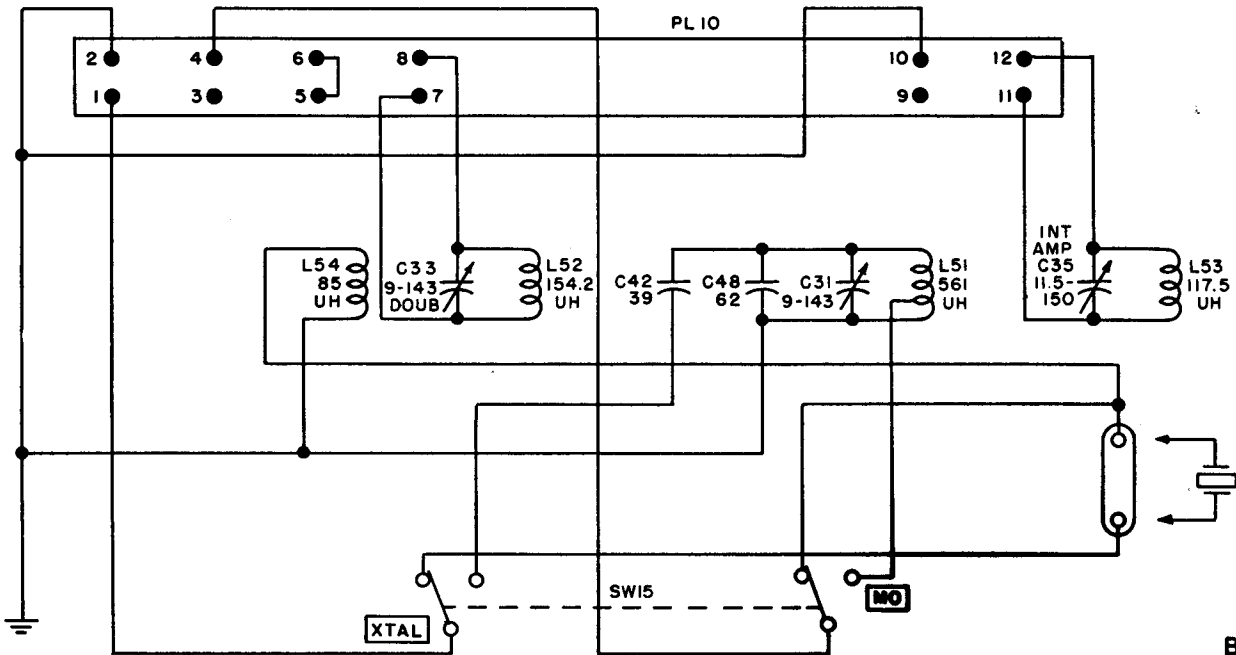 PL 10
2 4 6 8 10 12
1 3 5 7 9 11
L54
85
UH
C33
9-143
DOUB
L52
154.2
UH
C42
39
C48
62
C31
9-143
L51
561
UH
INT
AMP
C35
11.5-
150
L53
117.5
UH
SW15
XTAL
MO